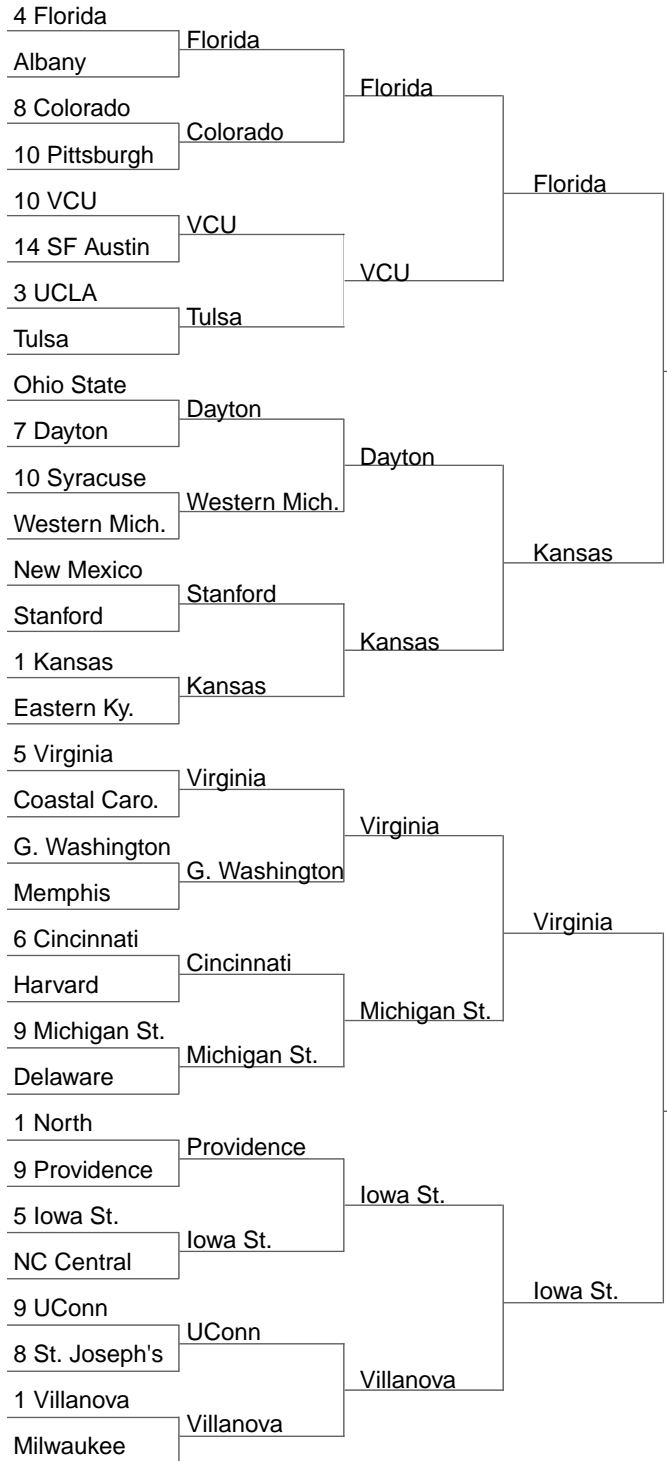 4 Florida
Albany
8 Colorado
10 Pittsburgh
10 VCU
14 SF Austin
3 UCLA
Tulsa
Ohio State
7 Dayton
10 Syracuse
Western Mich.
New Mexico
Stanford
1 Kansas
Eastern Ky.
5 Virginia
Coastal Caro.
G. Washington
Memphis
6 Cincinnati
Harvard
9 Michigan St.
Delaware
1 North
9 Providence
5 Iowa St.
NC Central
9 UConn
8 St. Joseph's
1 Villanova
Milwaukee
Florida
Colorado
VCU
Tulsa
Dayton
Western Mich.
Stanford
Kansas
Virginia
G. Washington
Cincinnati
Michigan St.
Providence
Iowa St.
UConn
Villanova
Florida
VCU
Dayton
Kansas
Virginia
Michigan St.
Iowa St.
Villanova
Florida
Kansas
Virginia
Iowa St.